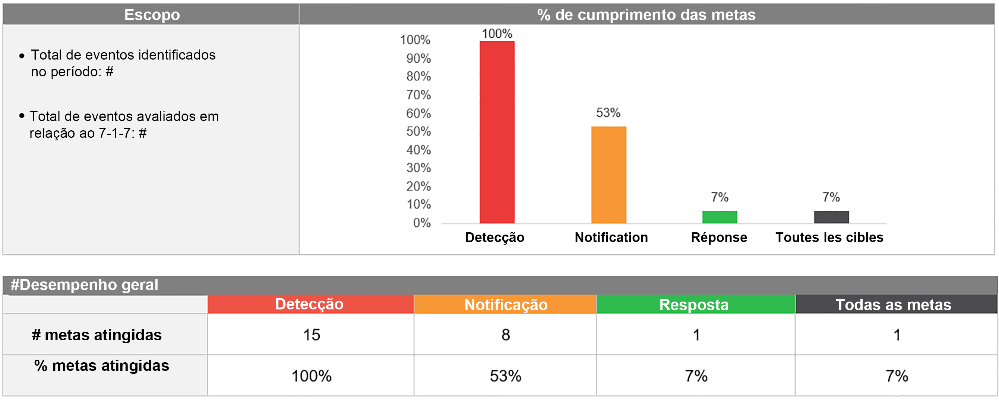 Escopo
% de cumprimento das metas
• Total de eventos identificados
no período: #
• Total de eventos avaliados em
relação ao 7-1-7: #
100%
90%
80%
70%
60%
50%
40%
30%
20%
10%
0%
100%
53%
7%
7%
Detecção
Notification
Réponse
Toutes les cibles
#Desempenho geral
Detecção Notificação Resposta Todas as metas
# metas atingidas 15 8 1 1
% metas atingidas 100% 53% 7% 7%